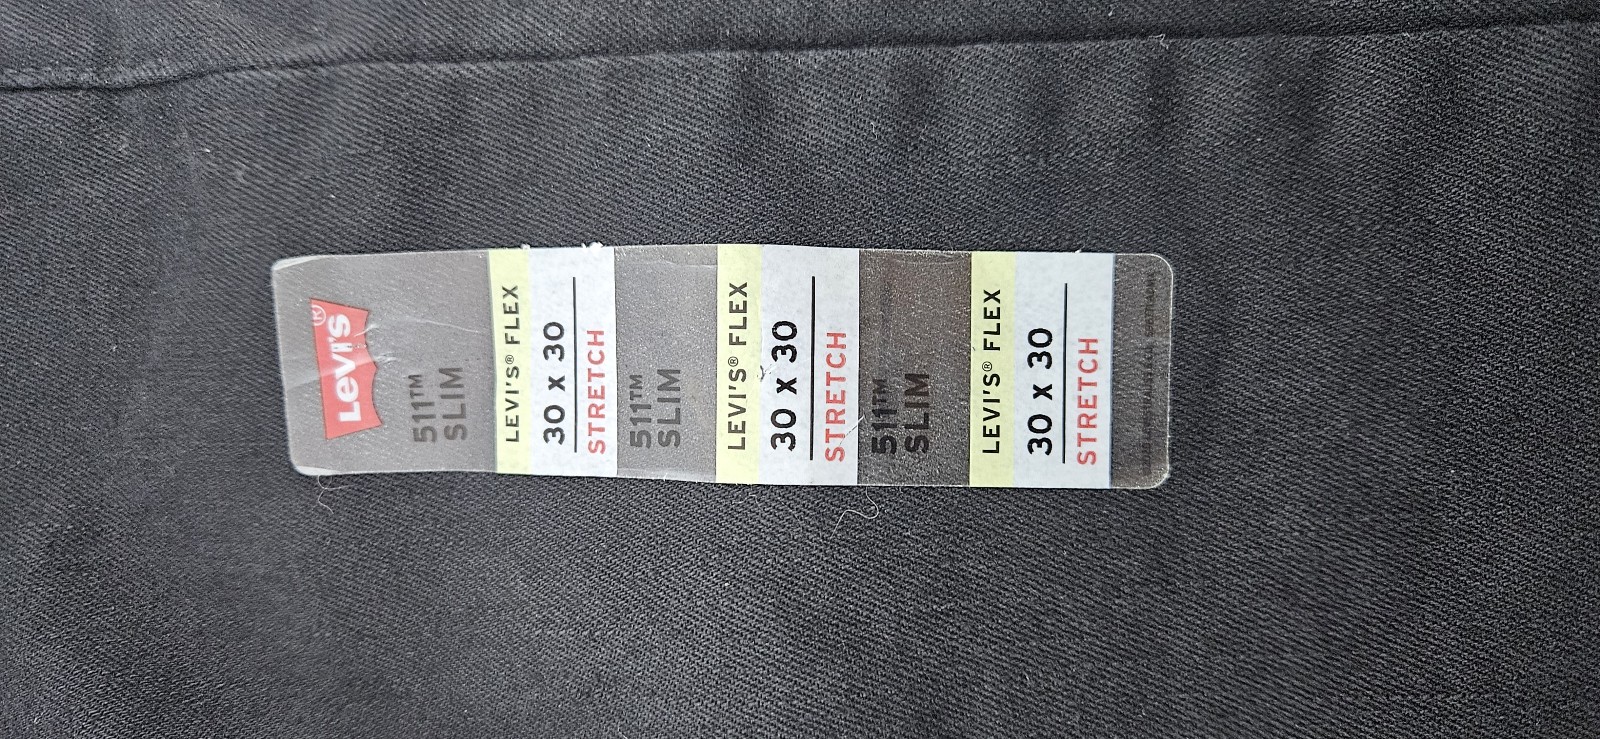 Levi's®
511™
SLIM
LEVI'S® FLEX
30 x 30
STRETCH
511™
SLIM
LEVI'S® FLEX
30 x 30
STRETCH
511™
SLIM
LEVI'S® FLEX
30 x 30
STRETCH